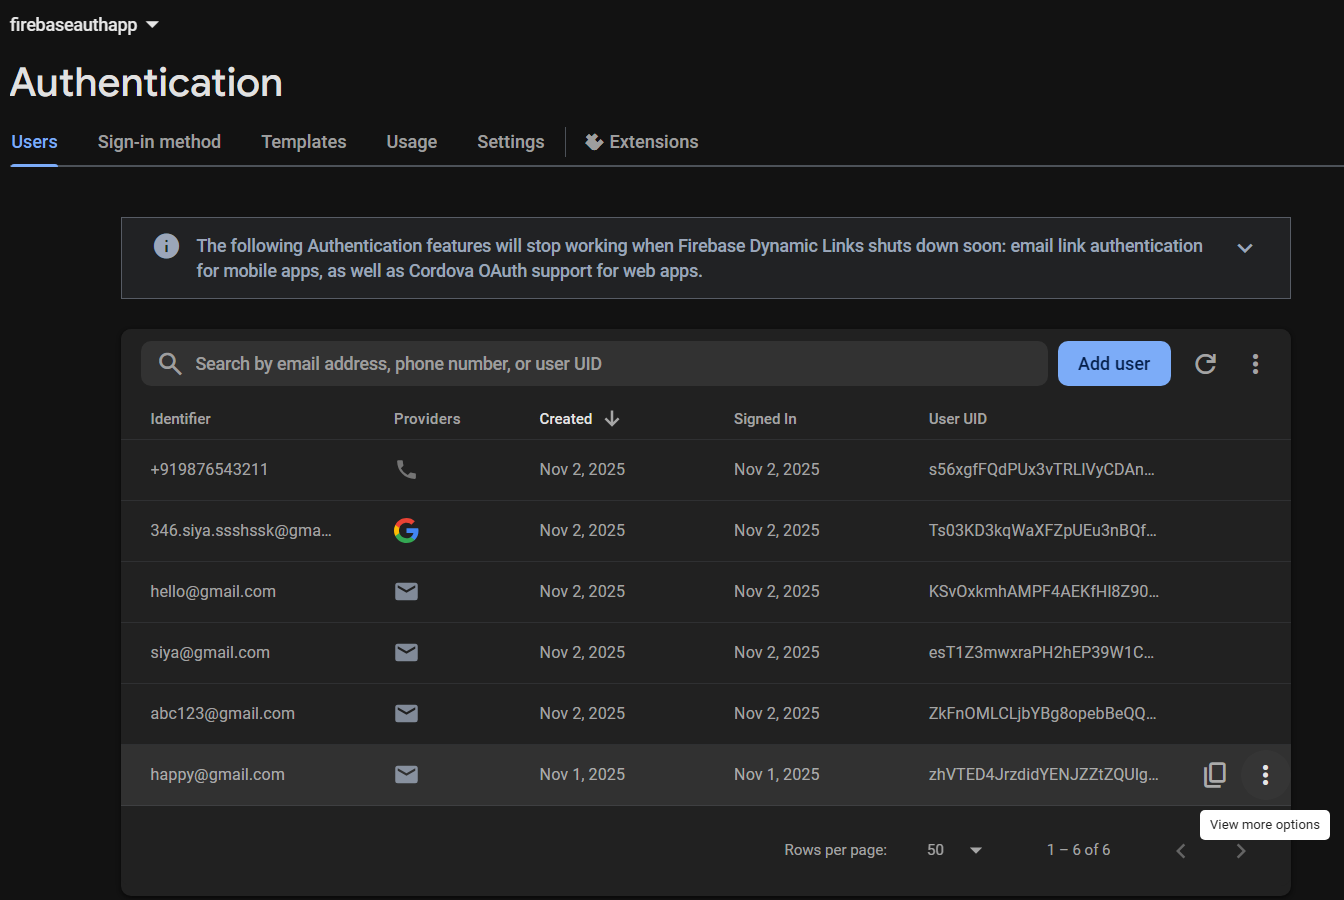 firebaseauthapp
Authentication
Users Sign-in method Templates Usage Settings Extensions
The following Authentication features will stop working when Firebase Dynamic Links shuts down soon: email link authentication
for mobile apps, as well as Cordova OAuth support for web apps.
Search by email address, phone number, or user UID Add user
Identifier Providers Created Signed In User UID
+919876543211 Nov 2, 2025 Nov 2, 2025 s56xgfFQdPUx3vTRLIVyCDAn...
346.siya.ssshssk@gma... Nov 2, 2025 Nov 2, 2025 Ts03KD3kqWaXFZpUEu3nBQf...
hello@gmail.com Nov 2, 2025 Nov 2, 2025 KSvOxkmhAMPF4AEKfHI8Z90...
siya@gmail.com Nov 2, 2025 Nov 2, 2025 esT1Z3mwxraPH2hEP39W1C...
abc123@gmail.com Nov 2, 2025 Nov 2, 2025 ZkFnOMLCLjbYBg8opebBeQQ...
happy@gmail.com Nov 1, 2025 Nov 1, 2025 zhVTED4JrzdidYENJZZtZQUIg...
View more options
Rows per page: 50 1 – 6 of 6